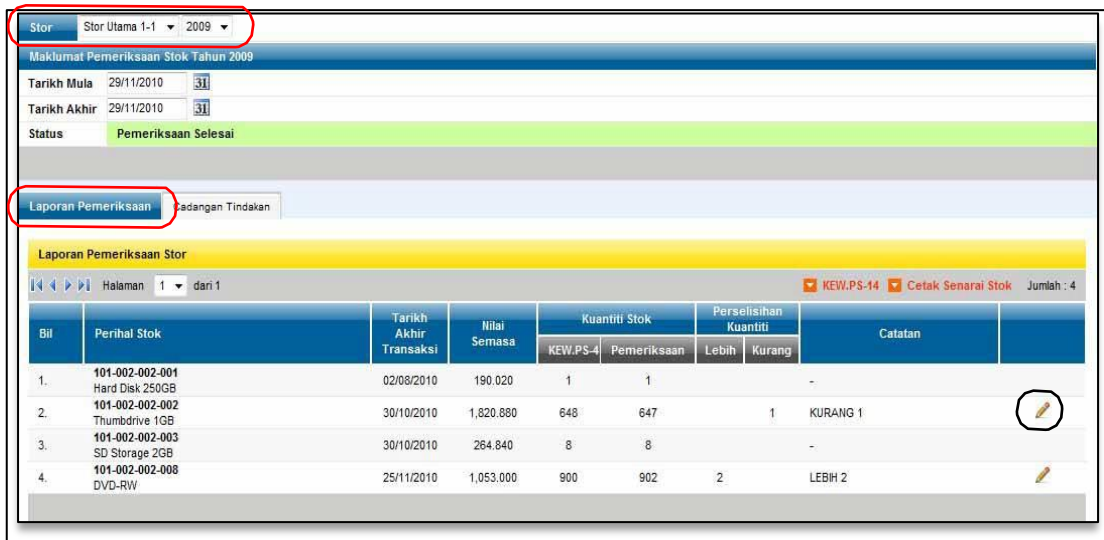 Stor Stor Utama 1-1 2009
Maklumat Pemeriksaan Stok Tahun 2009
Tarikh Mula 29/11/2010 31
Tarikh Akhir 29/11/2010 31
Status Pemeriksaan Selesai
Laporan Pemeriksaan Cadangan Tindakan
Laporan Pemeriksaan Stor
Halaman 1 dari 1 KEW.PS-14 Cetak Senarai Stok Jumlah : 4
Bil Perihal Stok Tarikh Akhir Transaksi Nilai Semasa Kuantiti Stok Perselisihan Kuantiti Catatan
KEW.PS-4 Pemeriksaan Lebih Kurang
1. 101-002-002-001 02/08/2010 190.020 1 1 -
Hard Disk 250GB
2. 101-002-002-002 30/10/2010 1,820.880 648 647 1 KURANG 1
Thumbdrive 1GB
3. 101-002-002-003 30/10/2010 264.840 8 8 -
SD Storage 2GB
4. 101-002-002-008 25/11/2010 1,053.000 900 902 2 LEBIH 2
DVD-RW